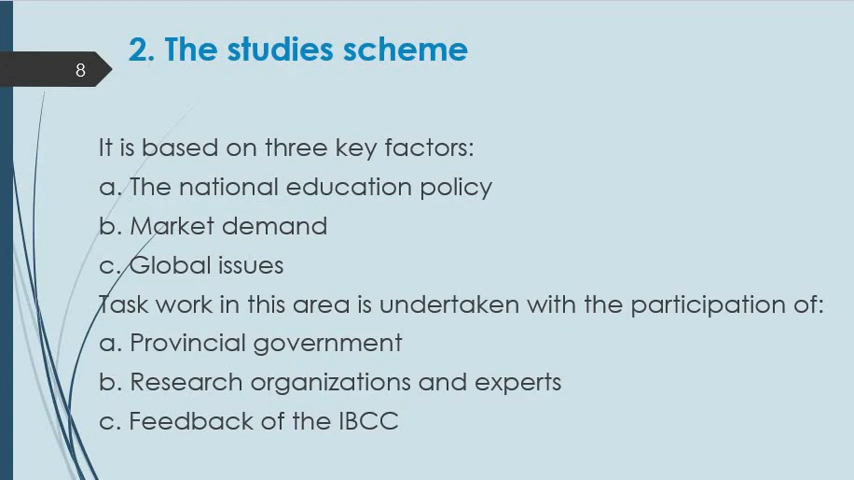 2. The studies scheme
8
It is based on three key factors:
a. The national education policy
b. Market demand
c. Global issues
Task work in this area is undertaken with the participation of:
a. Provincial government
b. Research organizations and experts
c. Feedback of the IBCC